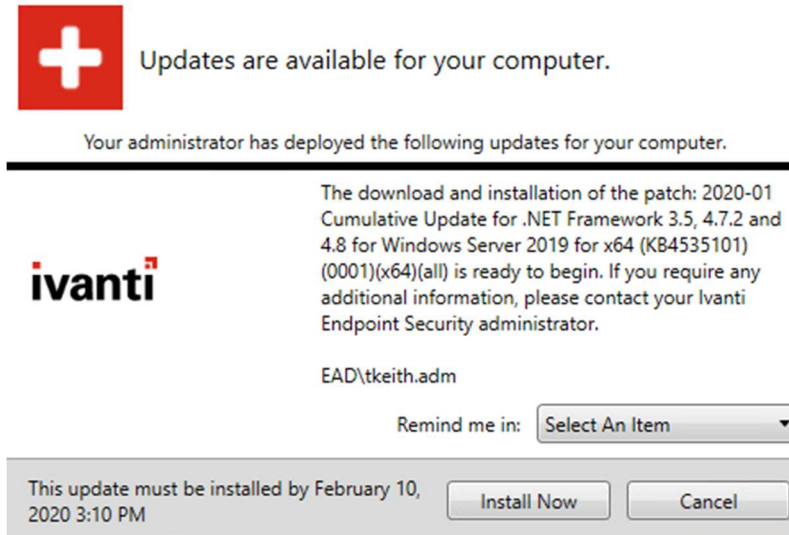 Updates are available for your computer.
Your administrator has deployed the following updates for your computer.
The download and installation of the patch: 2020-01
Cumulative Update for .NET Framework 3.5, 4.7.2 and
4.8 for Windows Server 2019 for x64 (KB4535101)
(0001)(x64)(all) is ready to begin. If you require any
additional information, please contact your Ivanti
Endpoint Security administrator.
ivanti
EAD\tkeith.adm
Remind me in: Select An Item
This update must be installed by February 10,
2020 3:10 PM
Install Now
Cancel